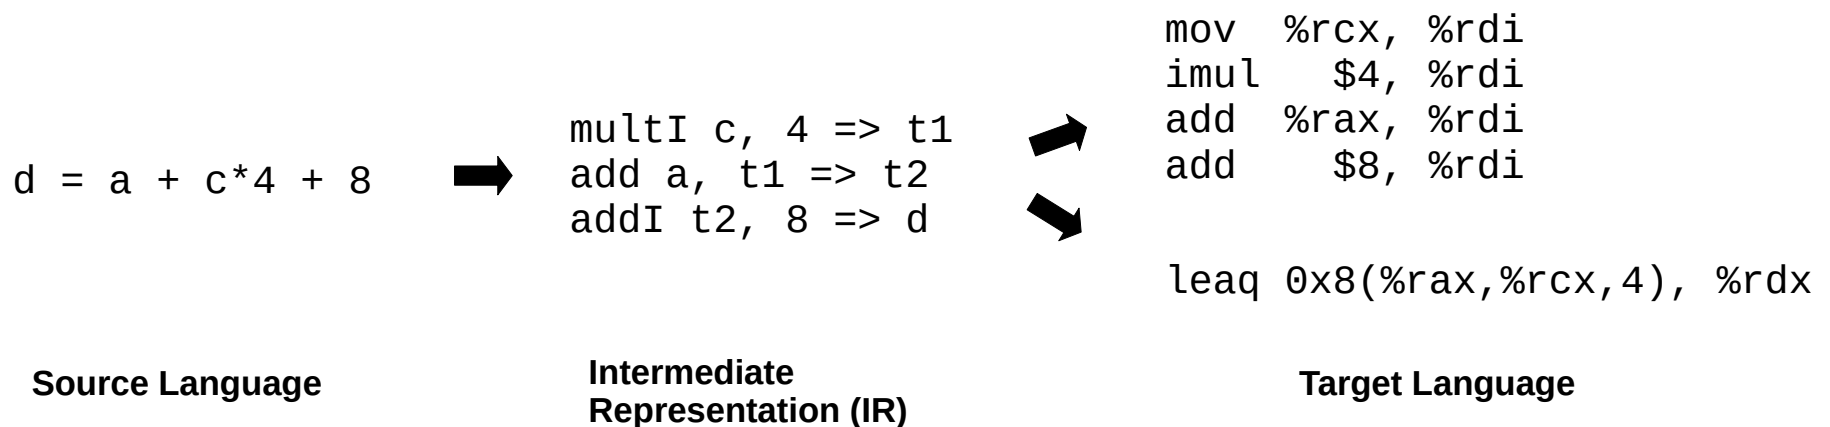 d = a + c*4 + 8
multI c, 4 => t1
add a, t1 => t2
addI t2, 8 => d
mov  %rcx, %rdi
imul   $4, %rdi
add  %rax, %rdi
add    $8, %rdi
leaq 0x8(%rax,%rcx,4), %rdx
Source Language
Intermediate
Representation (IR)
Target Language